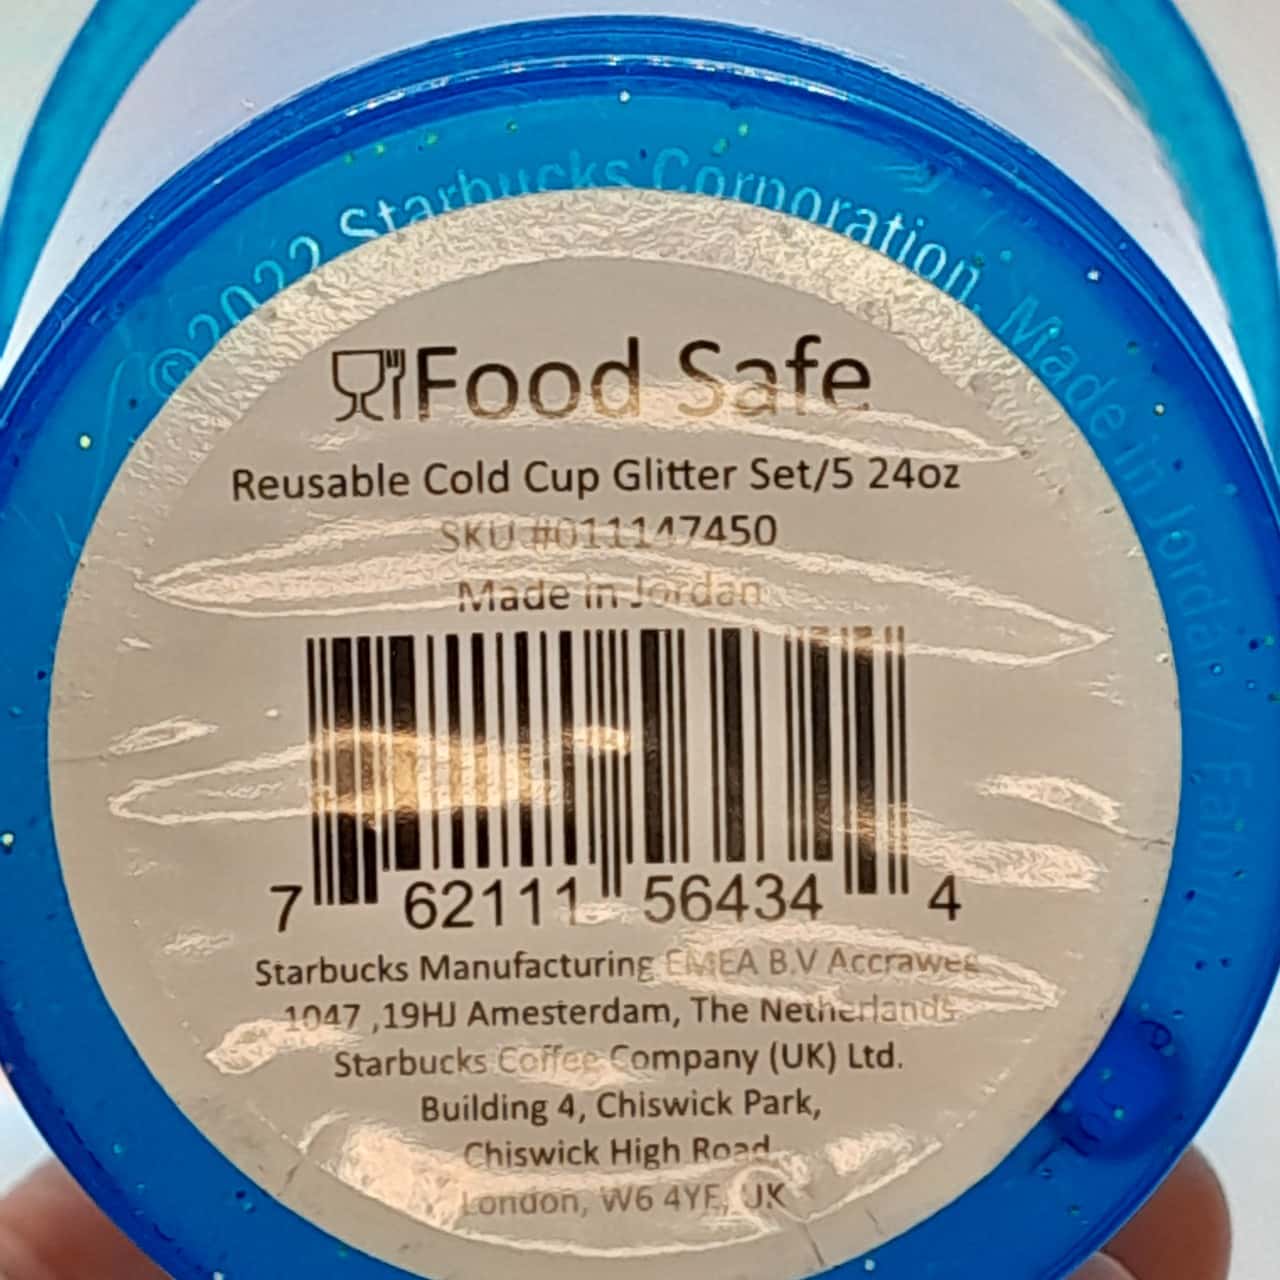 ©2022 Starbucks Corporation. Made in Jordan /
Food Safe
Reusable Cold Cup Glitter Set/5 24oz
SKU #011147450
Made in Jordan
7 62111 56434 4
Starbucks Manufacturing EMEA B.V Accraweg
1047 ,19HJ Amesterdam, The Netherlands
Starbucks Coffee Company (UK) Ltd.
Building 4, Chiswick Park,
Chiswick High Road
London, W6 4YE, UK